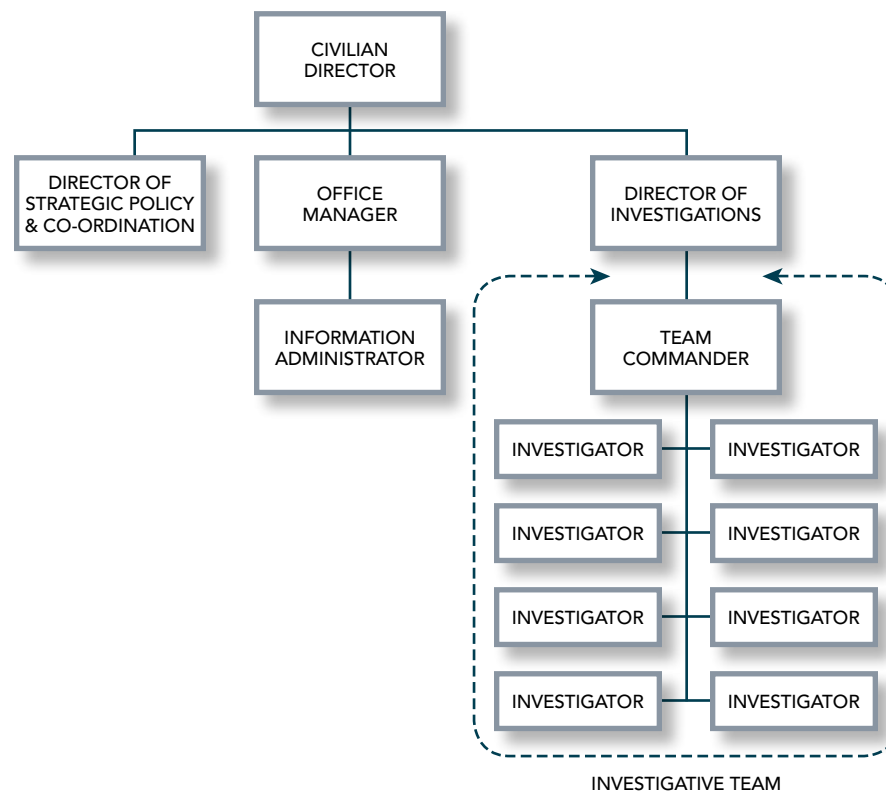 CIVILIAN
DIRECTOR
DIRECTOR OF
STRATEGIC POLICY
& CO-ORDINATION
OFFICE
MANAGER
DIRECTOR OF
INVESTIGATIONS
INFORMATION
ADMINISTRATOR
TEAM
COMMANDER
INVESTIGATOR
INVESTIGATOR
INVESTIGATOR
INVESTIGATOR
INVESTIGATOR
INVESTIGATOR
INVESTIGATOR
INVESTIGATOR
INVESTIGATIVE TEAM